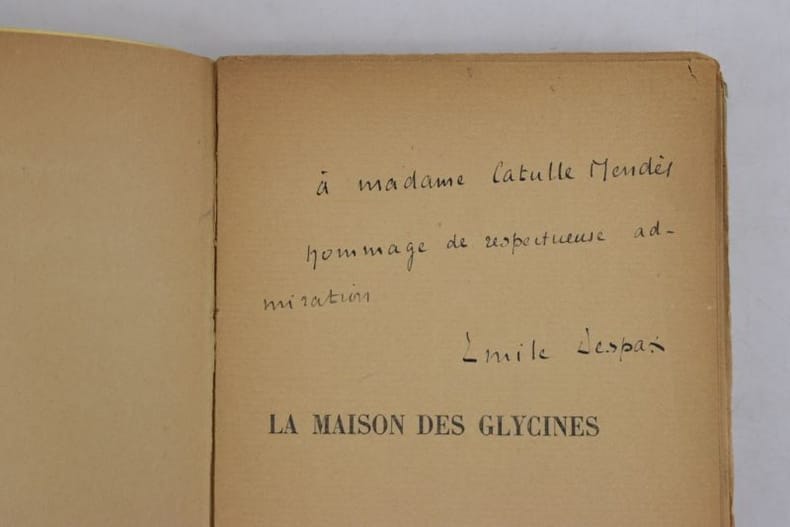 à madame Catulle Mendès
hommage de respectueuse ad-
miration
Emile Despax
LA MAISON DES GLYCINES